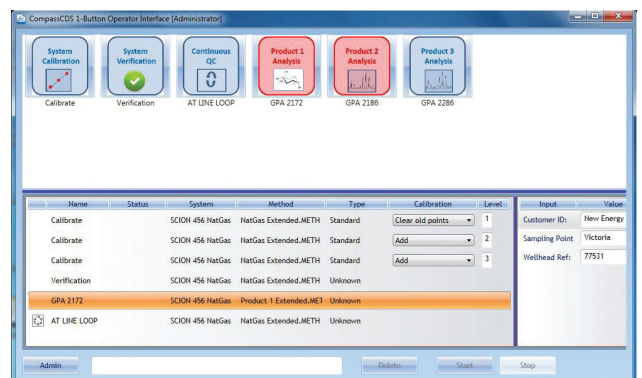 CompassCDS 1-Button Operator Interface [Administrator]
System Calibration
System Verification
Continuous QC
Product 1 Analysis
Product 2 Analysis
Product 3 Analysis
Calibrate
Verification
AT LINE LOOP
GPA 2172
GPA 2186
GPA 2286
Name Status System Method Type Calibration Level Input Value
Calibrate SCION 456 NatGas NatGas Extended.METH Standard Clear old points 1 Customer ID: New Energy
Calibrate SCION 456 NatGas NatGas Extended.METH Standard Add 2 Sampling Point Victoria
Calibrate SCION 456 NatGas NatGas Extended.METH Standard Add 3 Wellhead Ref: 77531
Verification SCION 456 NatGas NatGas Extended.METH Unknown
GPA 2172 SCION 456 NatGas Product 1 Extended.MET Unknown
AT LINE LOOP SCION 456 NatGas NatGas Extended.METH Unknown
Admin Delete Start Stop